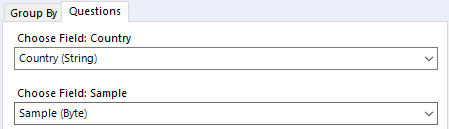 Group By Questions
Choose Field: Country
Country (String)
Choose Field: Sample
Sample (Byte)